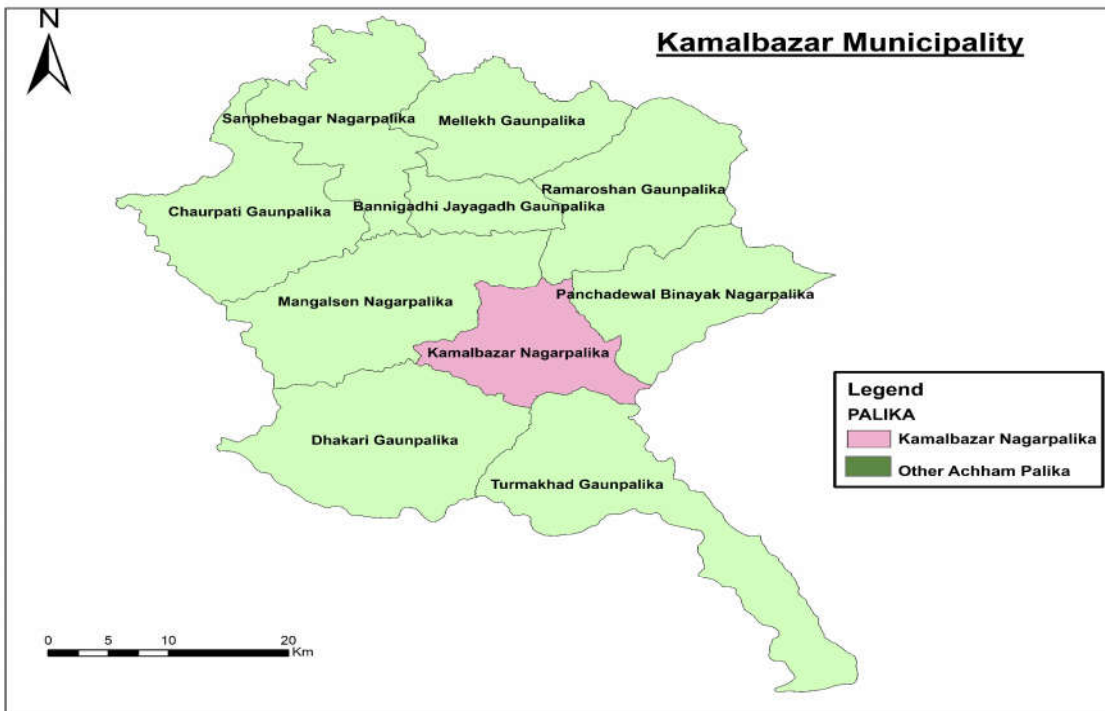 N
Kamalbazar Municipality
Sanphebagar Nagarpalika
Mellekh Gaunpalika
Ramaroshan Gaunpalika
Chaurpati Gaunpalika
Bannigadhi Jayagadh Gaunpalika
Mangalsen Nagarpalika
Panchadewal Binayak Nagarpalika
Kamalbazar Nagarpalika
Dhakari Gaunpalika
Turmakhad Gaunpalika
Legend
PALIKA
Kamalbazar Nagarpalika
Other Achham Palika
0 5 10 20
Km